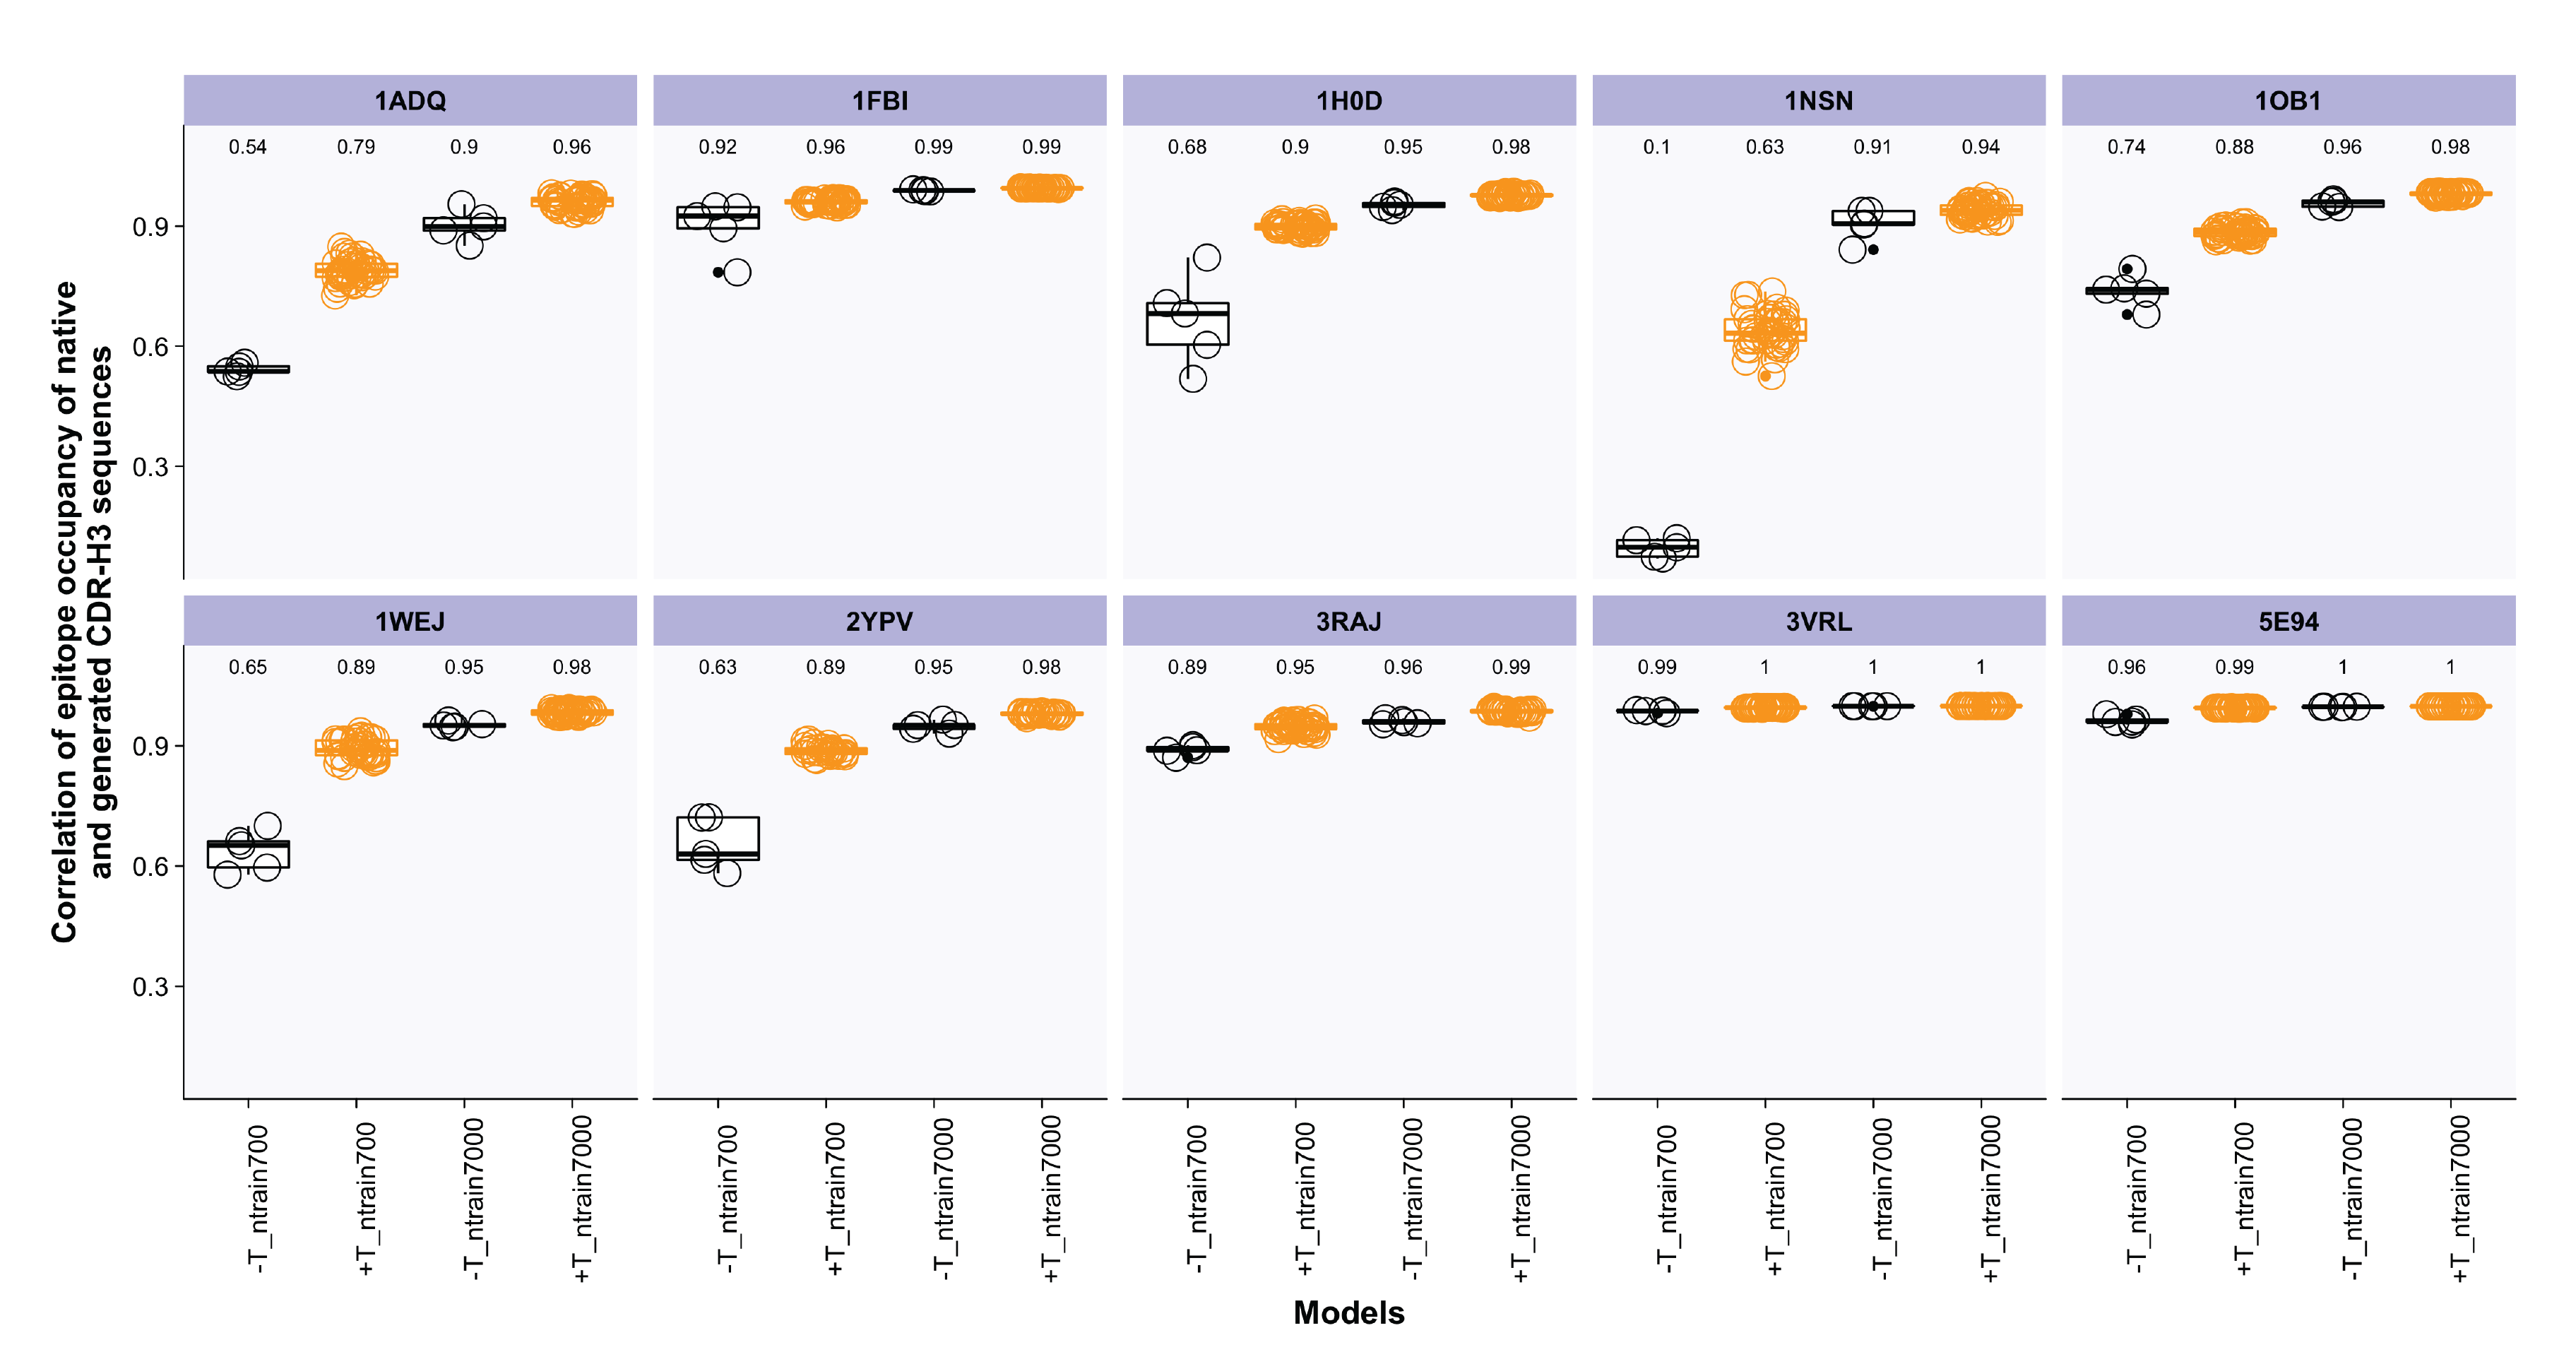 Correlation of epitope occupancy of native
and generated CDR-H3 sequences
1ADQ 1FBI 1H0D 1NSN 1OB1
0.54 0.79 0.9 0.96 0.92 0.96 0.99 0.99 0.68 0.9 0.95 0.98 0.1 0.63 0.91 0.94 0.74 0.88 0.96 0.98
0.9
0.6
0.3
1WEJ 2YPV 3RAJ 3VRL 5E94
0.65 0.89 0.95 0.98 0.63 0.89 0.95 0.98 0.89 0.95 0.96 0.99 0.99 1 1 1 0.96 0.99 1 1
0.9
0.6
0.3
-T_ntrain700 +T_ntrain700 -T_ntrain7000 +T_ntrain7000 -T_ntrain700 +T_ntrain700 -T_ntrain7000 +T_ntrain7000 -T_ntrain700 +T_ntrain700 -T_ntrain7000 +T_ntrain7000 -T_ntrain700 +T_ntrain700 -T_ntrain7000 +T_ntrain7000 -T_ntrain700 +T_ntrain700 -T_ntrain7000 +T_ntrain7000
Models